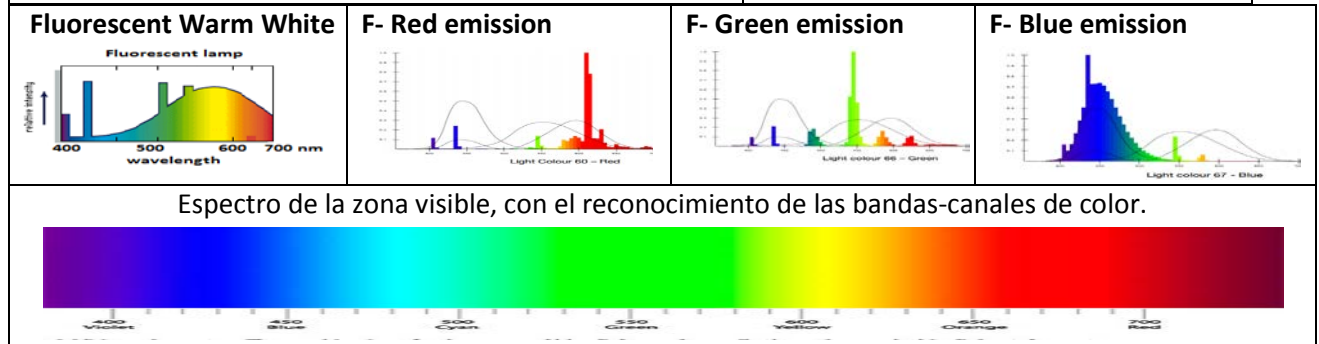 Fluorescent Warm White
F- Red emission
F- Green emission
F- Blue emission
Fluorescent lamp
relative intensity
400 500 600 700 nm
wavelength
Light Colour 60 – Red
Light colour 66 – Green
Light colour 67 – Blue
Espectro de la zona visible, con el reconocimiento de las bandas-canales de color.
400 450 500 550 600 650 700
Violet Blue Cyan Green Yellow Orange Red